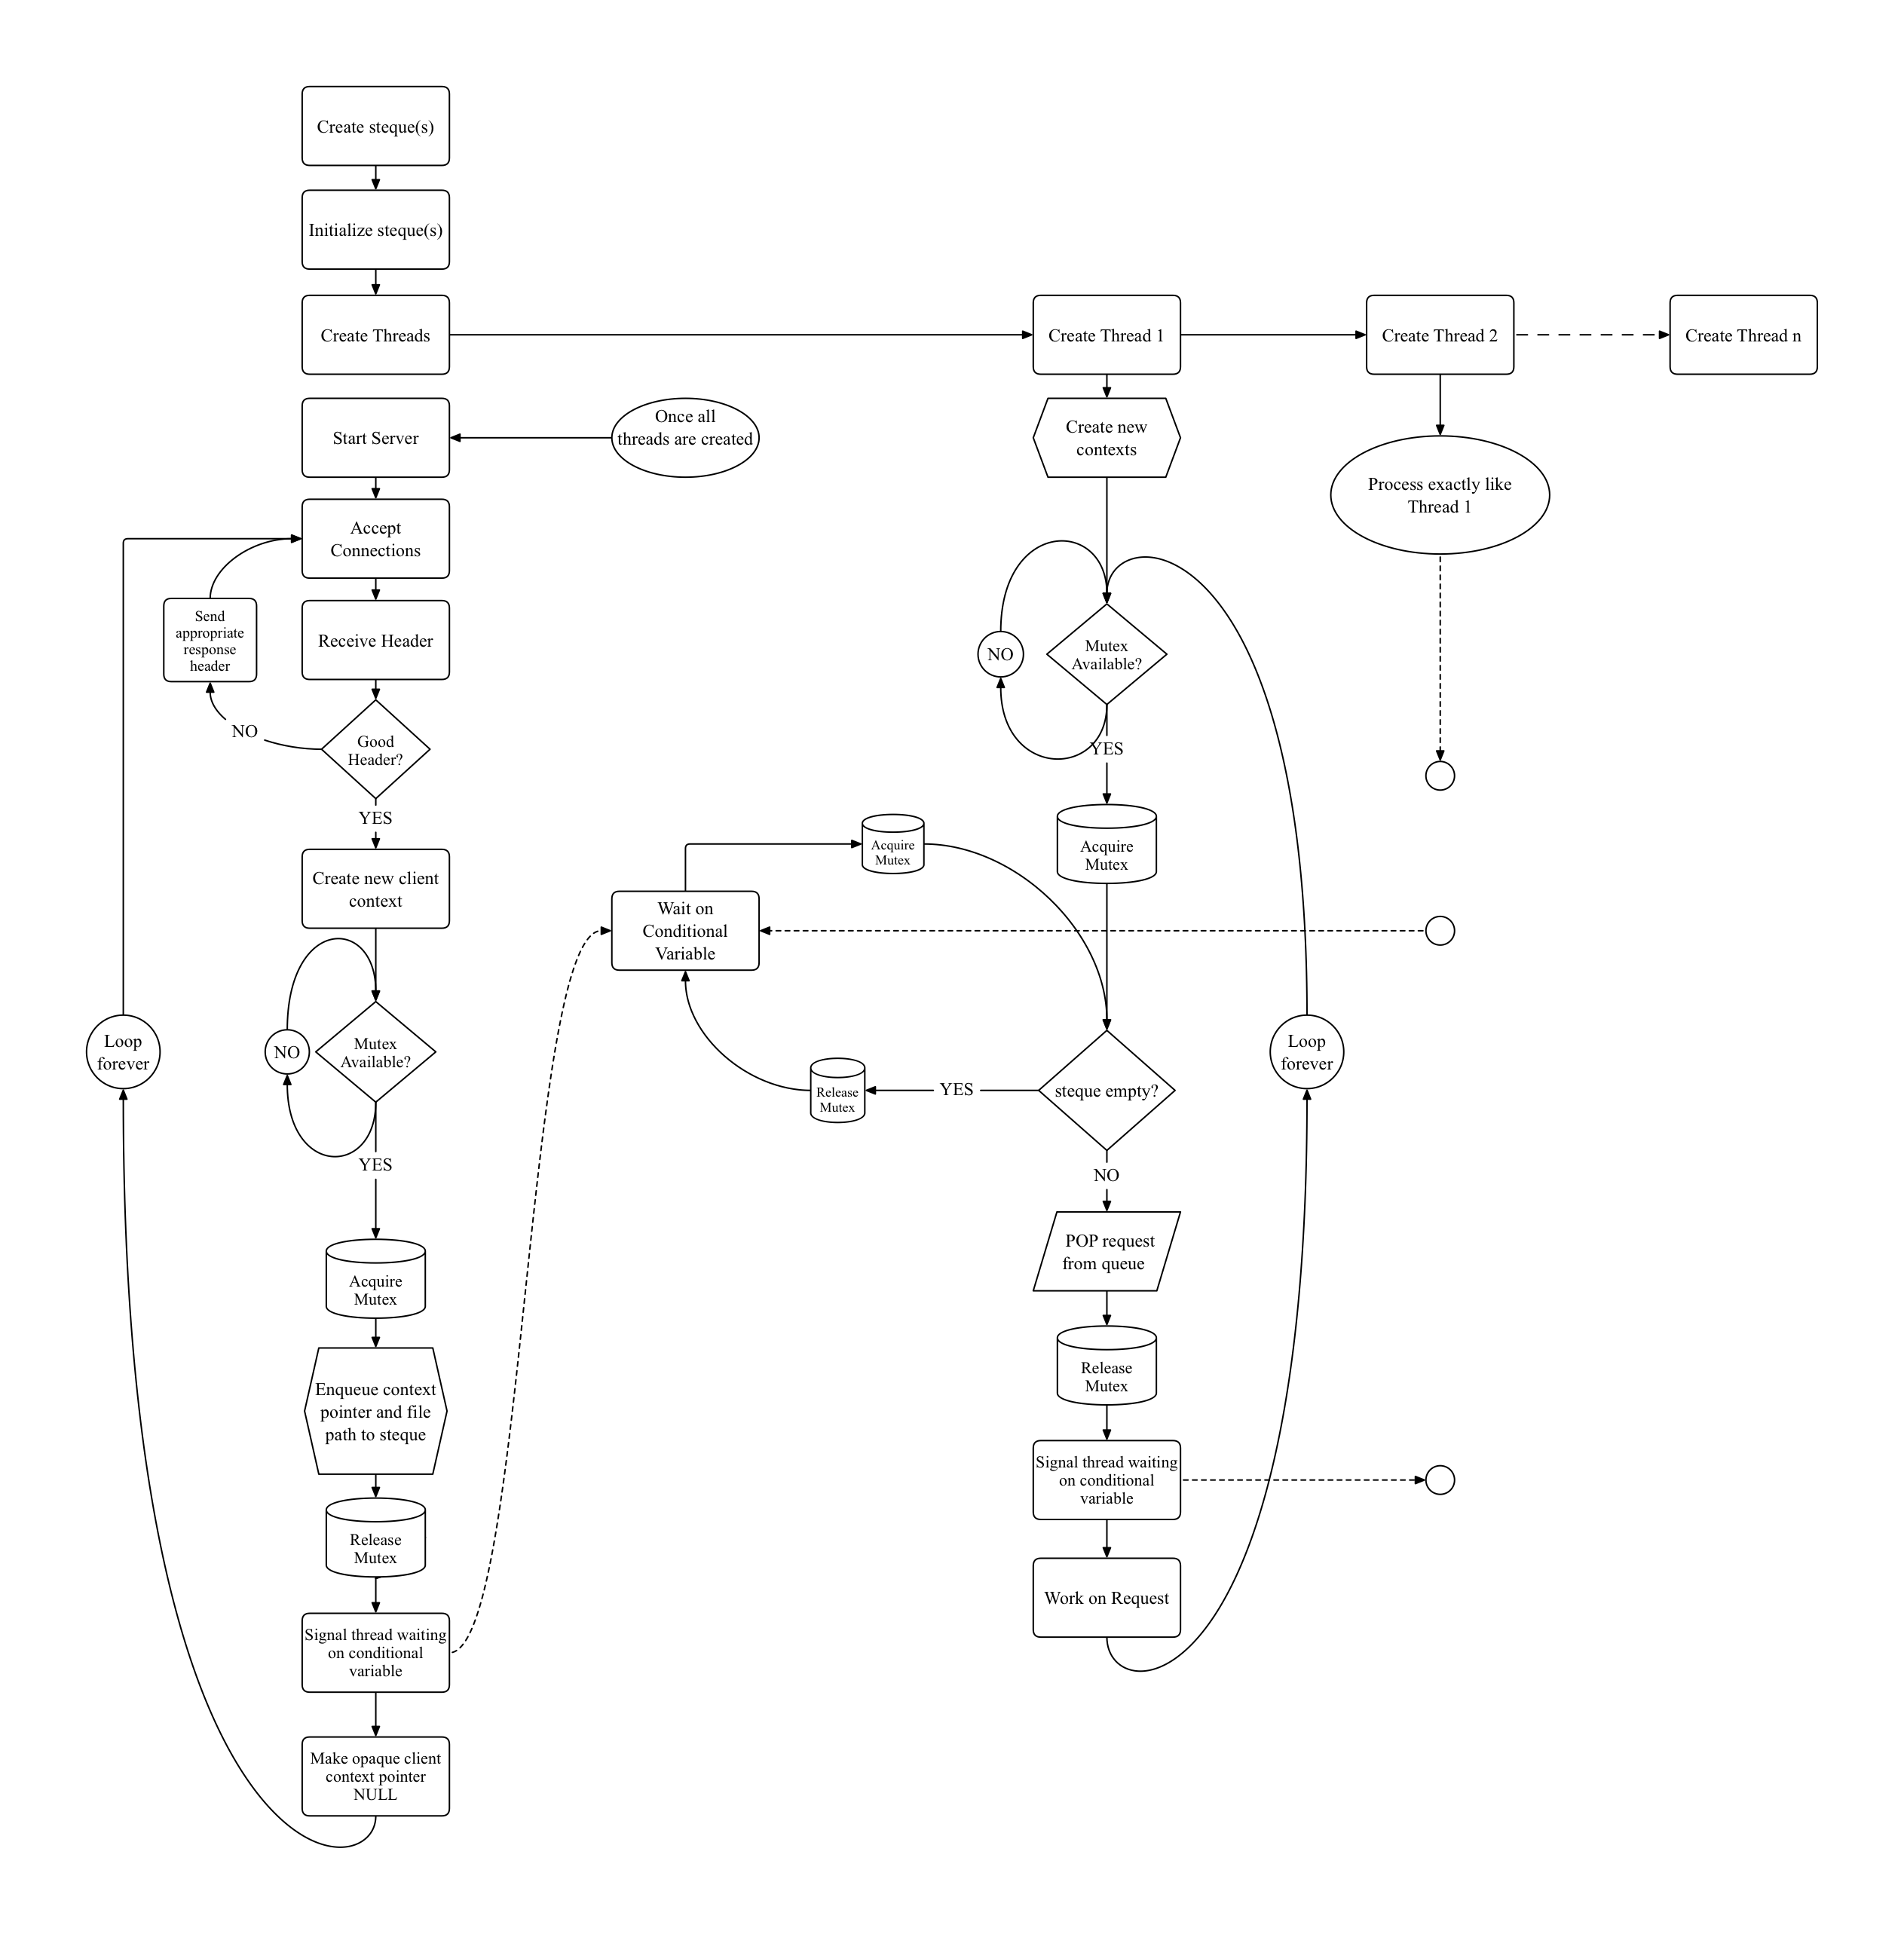 Create steque(s)
Initialize steque(s)
Create Threads
Create Thread 1
Create Thread 2
Create Thread n
Start Server
Once all
threads are created
Create new
contexts
Process exactly like
Thread 1
Accept
Connections
Send
appropriate
response
header
Receive Header
NO
Mutex
Available?
NO
Good
Header?
YES
YES
Acquire
Mutex
Acquire
Mutex
Create new client
context
Wait on
Conditional
Variable
Loop
forever
NO
Mutex
Available?
Loop
forever
Release
Mutex
YES
steque empty?
YES
NO
POP request
from queue
Acquire
Mutex
Release
Mutex
Enqueue context
pointer and file
path to steque
Signal thread waiting
on conditional
variable
Release
Mutex
Work on Request
Signal thread waiting
on conditional
variable
Make opaque client
context pointer
NULL